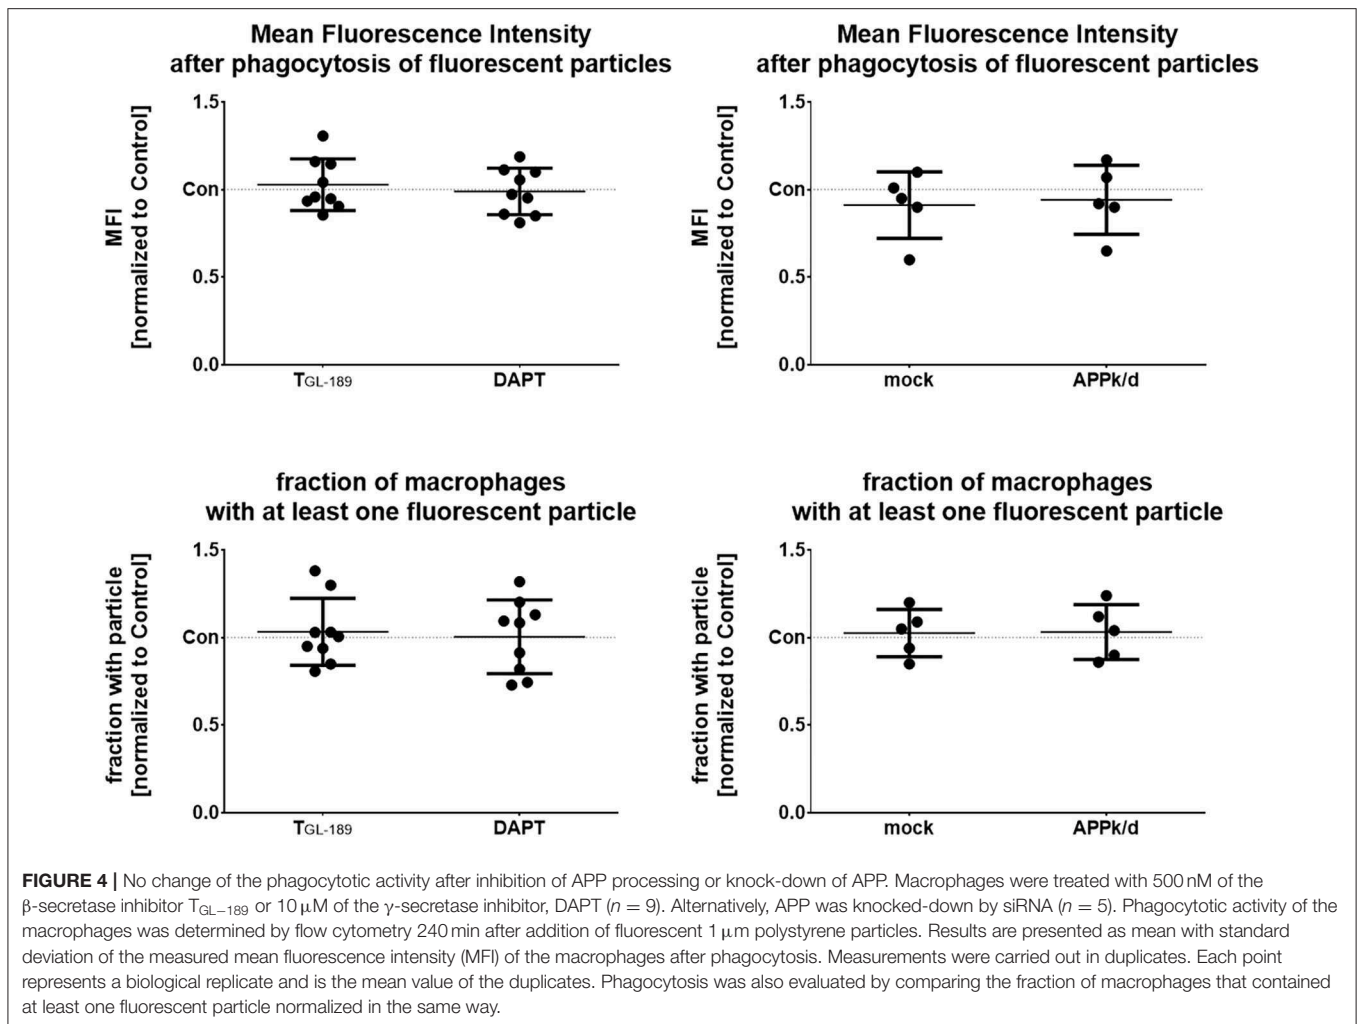 Mean Fluorescence Intensity
after phagocytosis of fluorescent particles
MFI
[normalized to Control]
1.5
Con
0.5
0.0
TGL-189
DAPT
Mean Fluorescence Intensity
after phagocytosis of fluorescent particles
MFI
[normalized to Control]
1.5
Con
0.5
0.0
mock
APPk/d
fraction of macrophages
with at least one fluorescent particle
fraction with particle
[normalized to Control]
1.5
Con
0.5
0.0
TGL-189
DAPT
fraction of macrophages
with at least one fluorescent particle
fraction with particle
[normalized to Control]
1.5
Con
0.5
0.0
mock
APPk/d
FIGURE 4 | No change of the phagocytotic activity after inhibition of APP processing or knock-down of APP. Macrophages were treated with 500 nM of the
β-secretase inhibitor TGL−189 or 10 μM of the γ-secretase inhibitor, DAPT (n = 9). Alternatively, APP was knocked-down by siRNA (n = 5). Phagocytotic activity of the
macrophages was determined by flow cytometry 240 min after addition of fluorescent 1 μm polystyrene particles. Results are presented as mean with standard
deviation of the measured mean fluorescence intensity (MFI) of the macrophages after phagocytosis. Measurements were carried out in duplicates. Each point
represents a biological replicate and is the mean value of the duplicates. Phagocytosis was also evaluated by comparing the fraction of macrophages that contained
at least one fluorescent particle normalized in the same way.